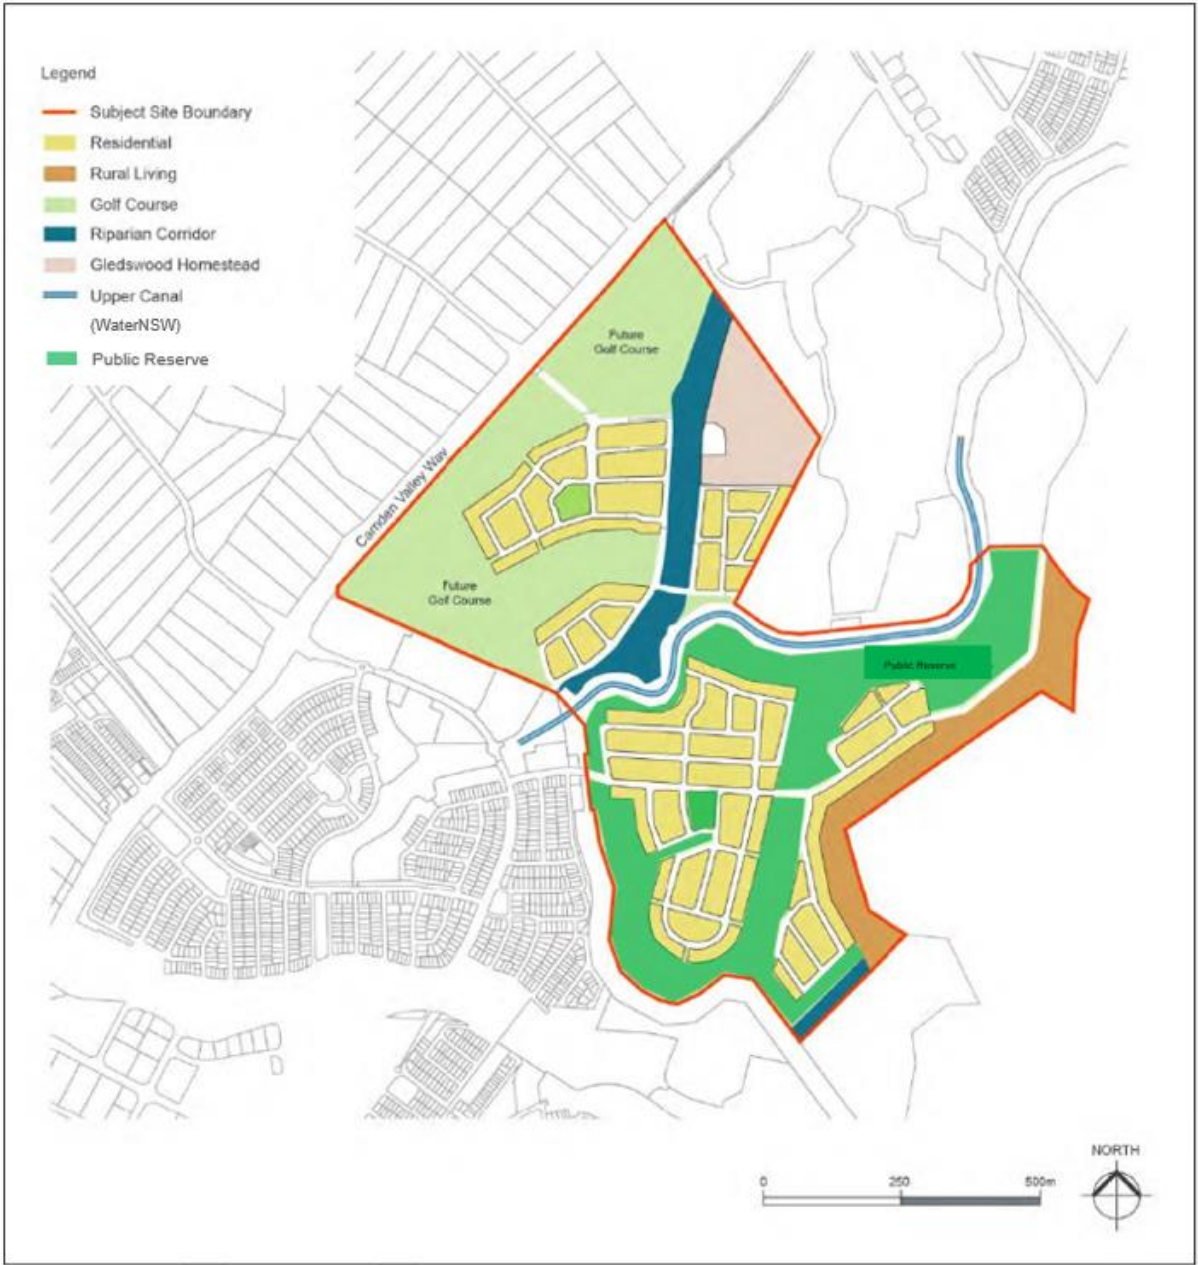 Legend
Subject Site Boundary
Residential
Rural Living
Golf Course
Riparian Corridor
Gledswood Homestead
Upper Canal
(WaterNSW)
Public Reserve
Future
Golf Course
Camden Valley Way
Future
Golf Course
Public Reserve
NORTH
0 250 500m